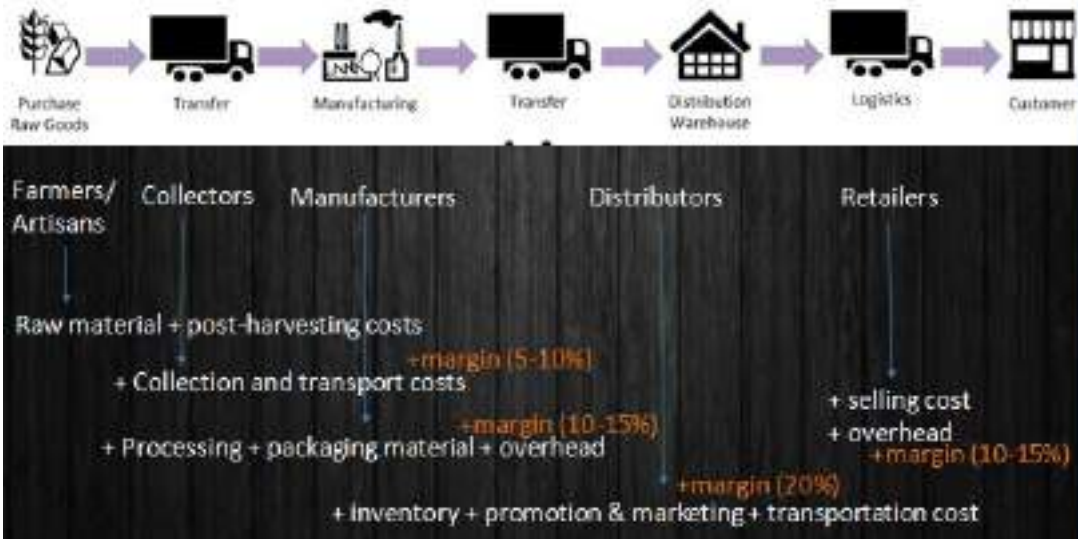 Purchase
Raw Goods
Transfer
Manufacturing
Transfer
Distribution
Warehouse
Logistics
Customer
Farmers/
Artisans
Collectors
Manufacturers
Distributors
Retailers
Raw material + post-harvesting costs
+margin (5-10%)
+ Collection and transport costs
+ selling cost
+ overhead
+margin (10-15%)
+ Processing + packaging material + overhead
+margin (10-15%)
+margin (20%)
+ inventory + promotion & marketing + transportation cost